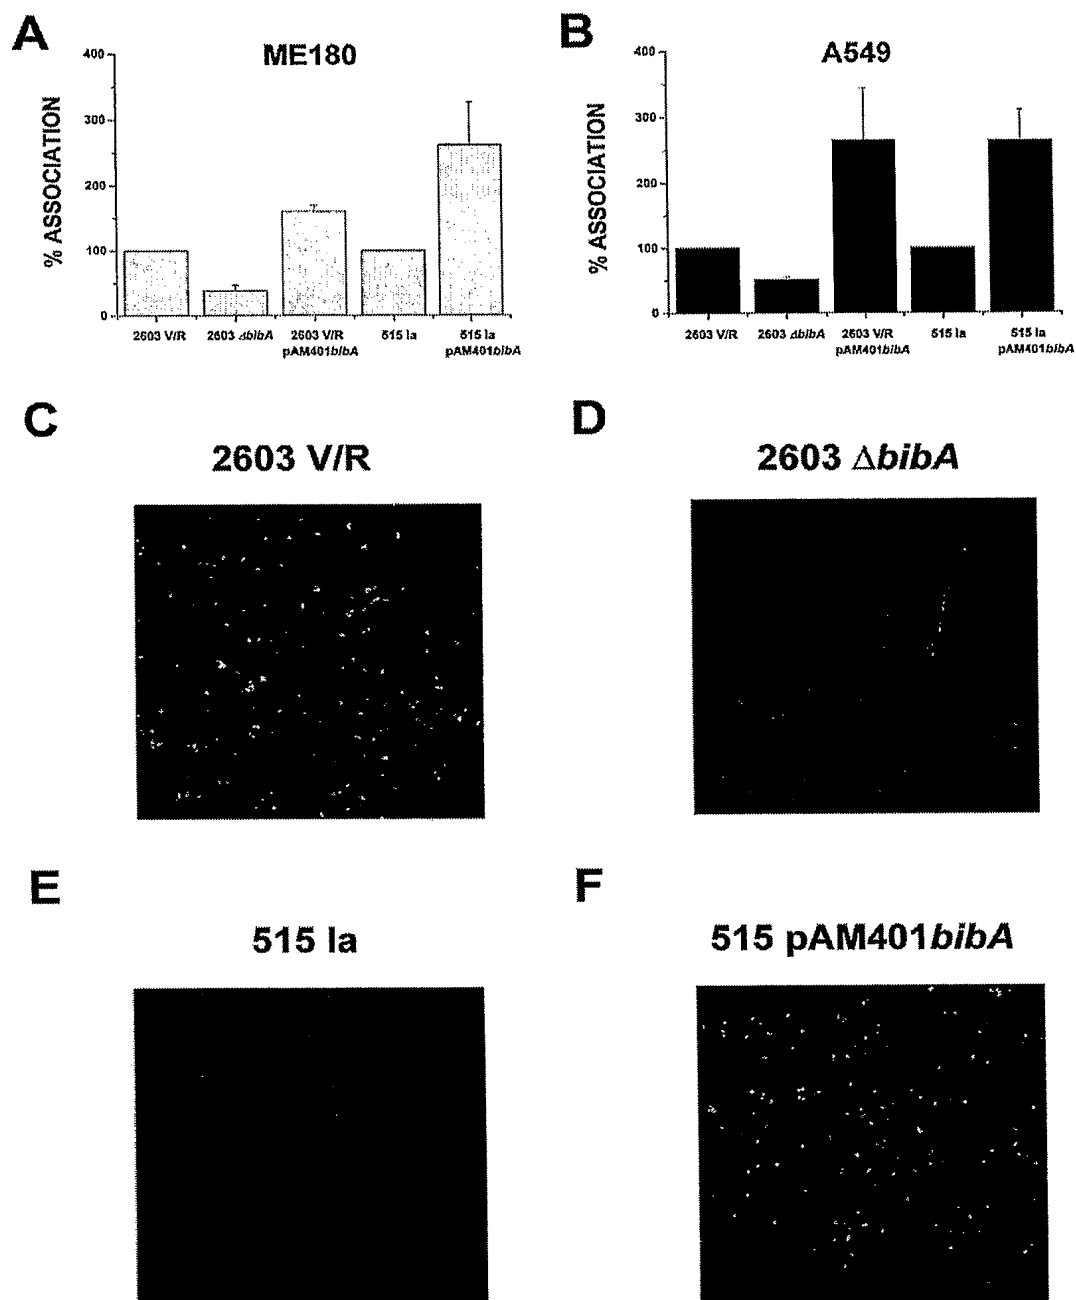 A
ME180
% ASSOCIATION
400
300
200
100
0
2603 V/R
2603 ΔbibA
2603 V/R
pAM401bibA
515 Ia
515 Ia
pAM401bibA
B
A549
% ASSOCIATION
400
300
200
100
0
2603 V/R
2603 ΔbibA
2603 V/R
pAM401bibA
515 Ia
515 Ia
pAM401bibA
C
2603 V/R
D
2603 ΔbibA
E
515 Ia
F
515 pAM401bibA